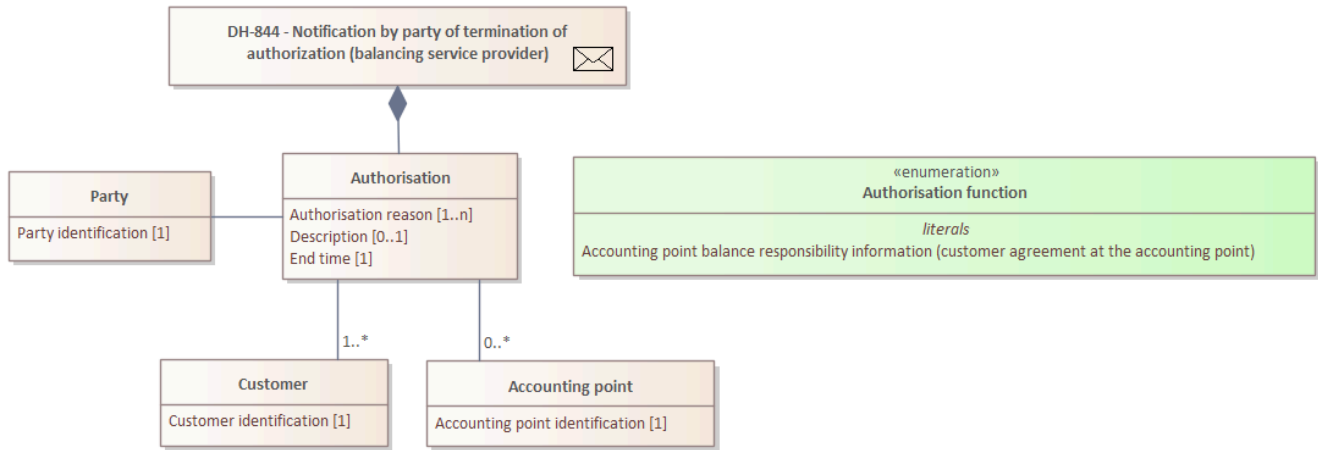 DH-844 - Notification by party of termination of
authorization (balancing service provider)
Party
Party identification [1]
Authorisation
Authorisation reason [1..n]
Description [0..1]
End time [1]
«enumeration»
Authorisation function
literals
Accounting point balance responsibility information (customer agreement at the accounting point)
1..*
0..*
Customer
Customer identification [1]
Accounting point
Accounting point identification [1]